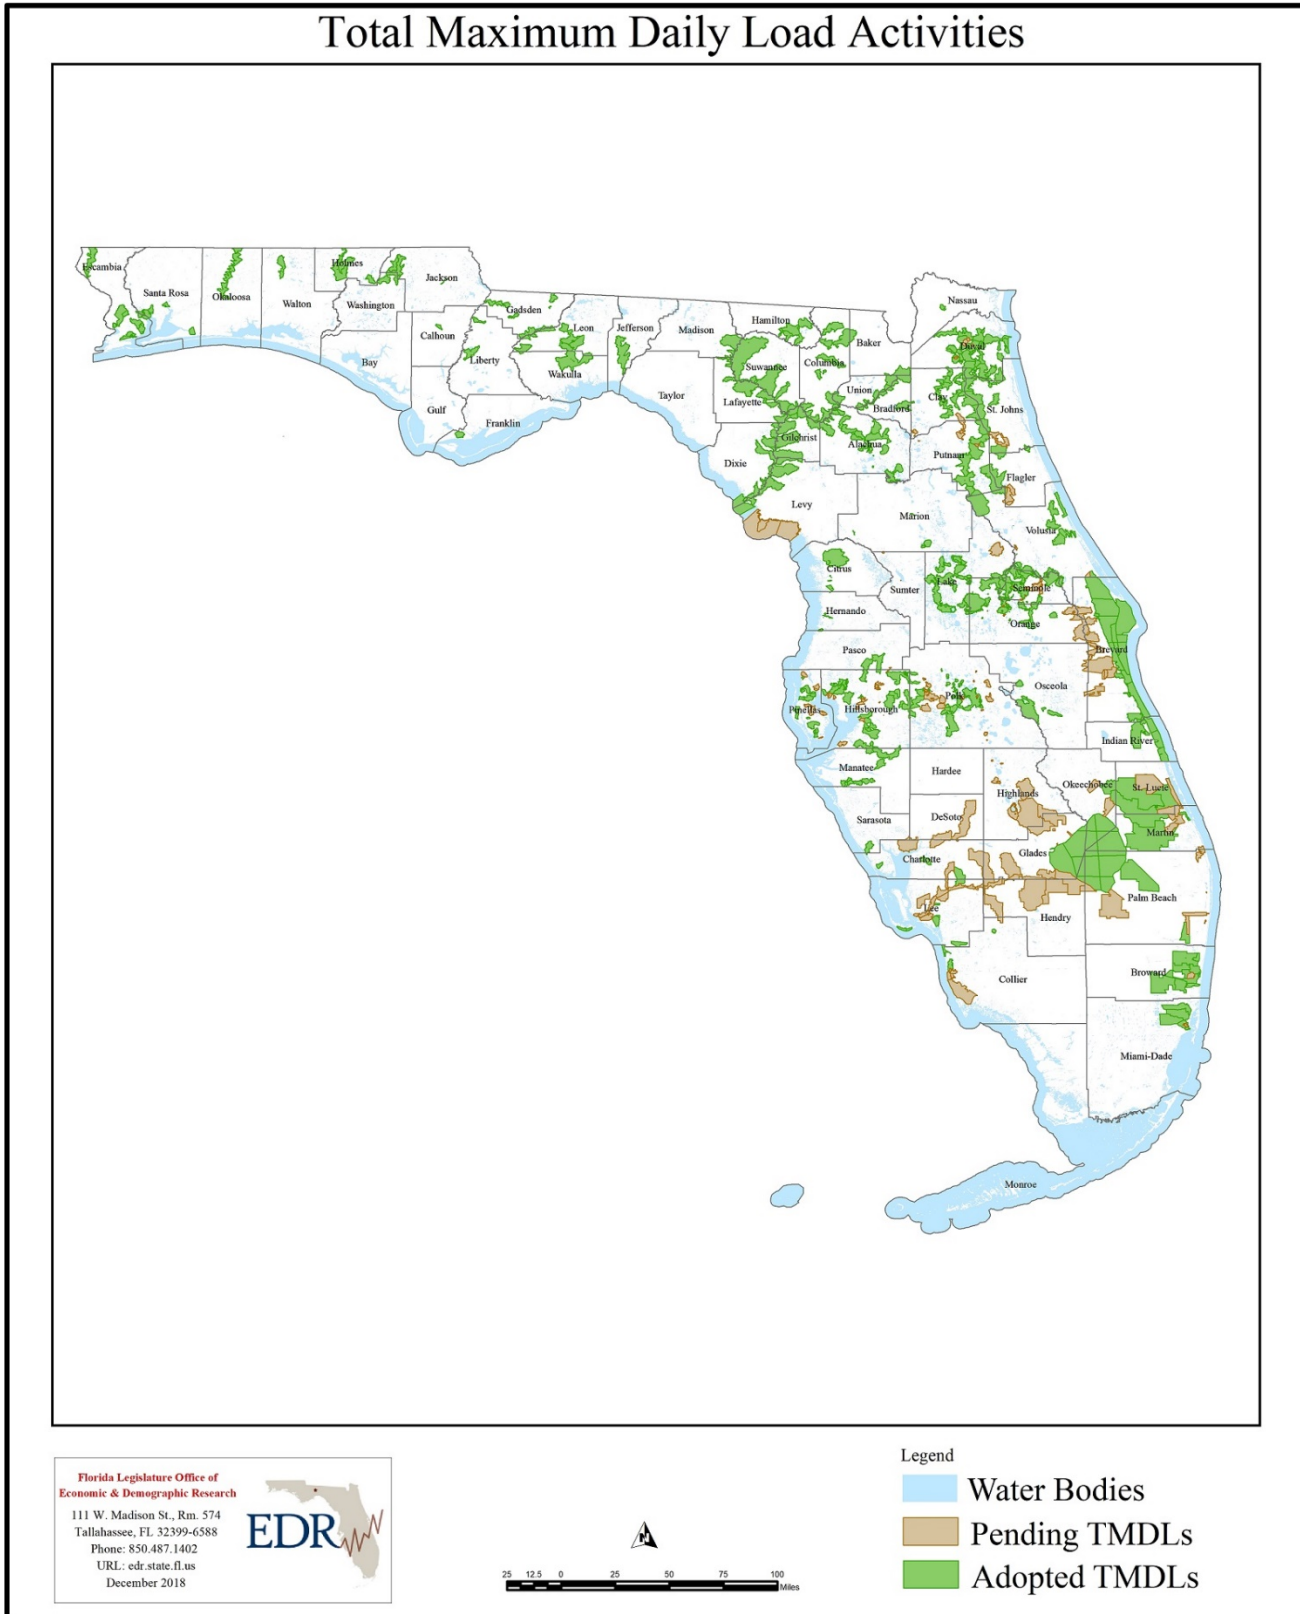 Total Maximum Daily Load Activities
Escambia
Santa Rosa
Okaloosa
Walton
Holmes
Washington
Jackson
Bay
Calhoun
Gulf
Liberty
Gadsden
Franklin
Leon
Wakulla
Jefferson
Madison
Taylor
Hamilton
Suwannee
Lafayette
Dixie
Columbia
Gilchrist
Levy
Baker
Union
Bradford
Alachua
Nassau
Duval
Clay
St. Johns
Putnam
Flagler
Marion
Volusia
Citrus
Sumter
Lake
Seminole
Hernando
Orange
Pasco
Brevard
Osceola
Pinellas
Hillsborough
Polk
Indian River
Manatee
Hardee
Highlands
Okeechobee
St. Lucie
Sarasota
DeSoto
Martin
Charlotte
Glades
Lee
Hendry
Palm Beach
Collier
Broward
Miami-Dade
Monroe
Florida Legislature Office of
Economic & Demographic Research
111 W. Madison St., Rm. 574
Tallahassee, FL 32399-6588
Phone: 850.487.1402
URL: edr.state.fl.us
December 2018
EDR
N
25 12.5 0 25 50 75 100
Miles
Legend
Water Bodies
Pending TMDLs
Adopted TMDLs